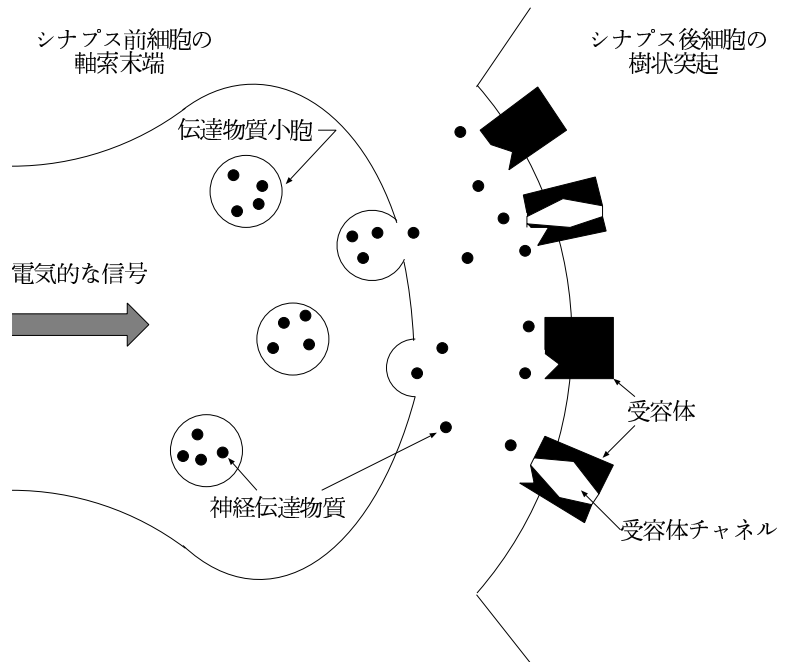 シナプス前細胞の
軸索末端
シナプス後細胞の
樹状突起
伝達物質小胞
電気的な信号
受容体
神経伝達物質
受容体チャネル